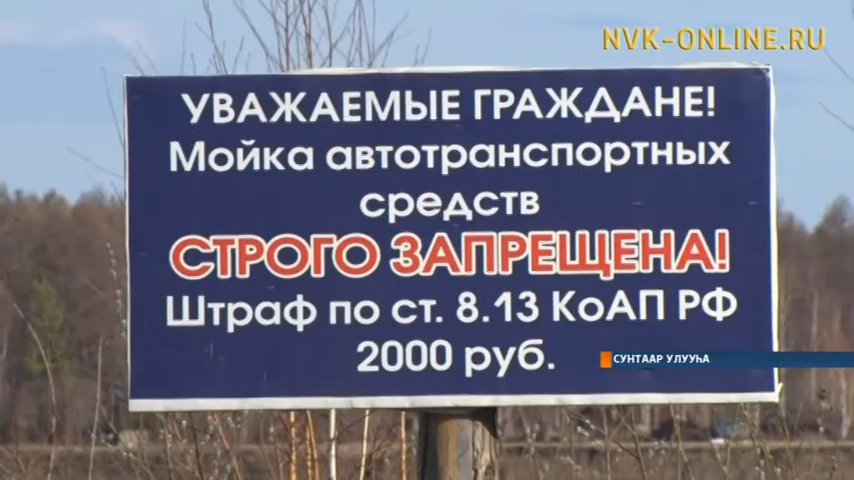 NVK-ONLINE.RU
УВАЖАЕМЫЕ ГРАЖДАНЕ!
Мойка автотранспортных
средств
СТРОГО ЗАПРЕЩЕНА!
Штраф по ст. 8.13 КоАП РФ
2000 руб.
СУНТААР УЛУУҺА